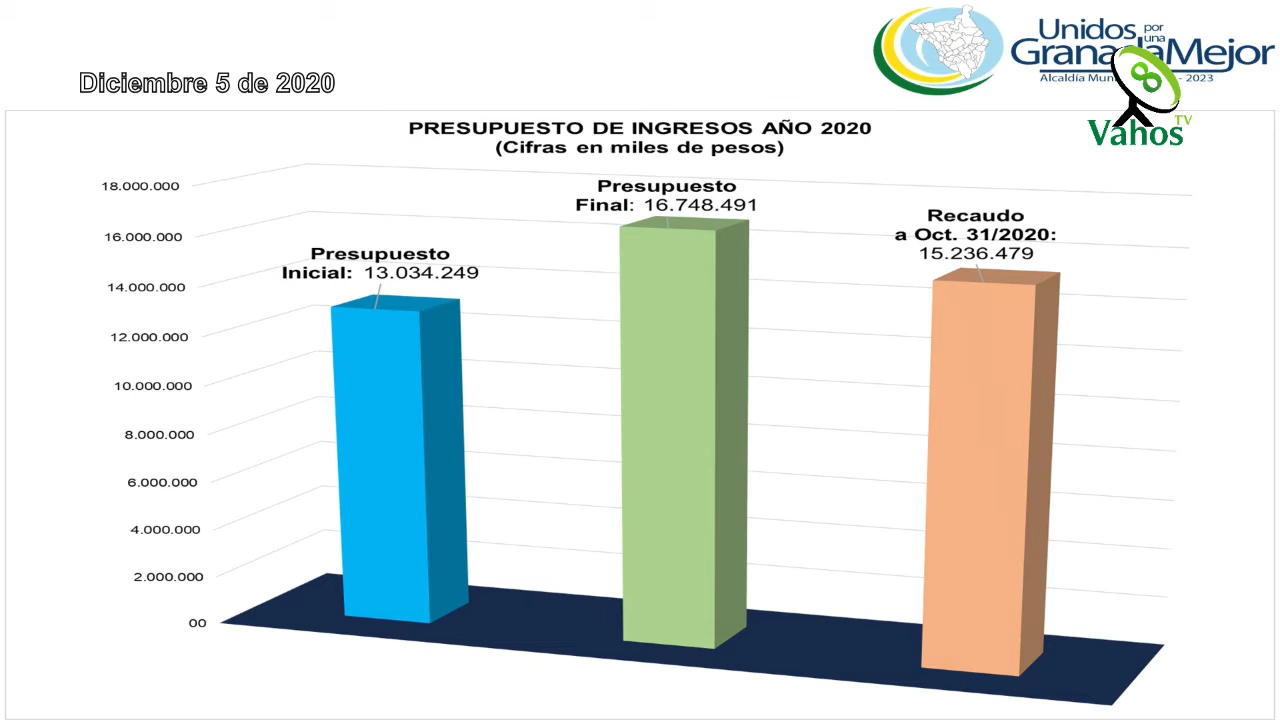 Unidos por una
Granada Mejor
Alcaldía - 2023
8
Vahos TV
Diciembre 5 de 2020
PRESUPUESTO DE INGRESOS AÑO 2020
(Cifras en miles de pesos)
18.000.000
16.000.000
14.000.000
12.000.000
10.000.000
8.000.000
6.000.000
4.000.000
2.000.000
00
Presupuesto
Inicial: 13.034.249
Presupuesto
Final: 16.748.491
Recaudo
a Oct. 31/2020:
15.236.479